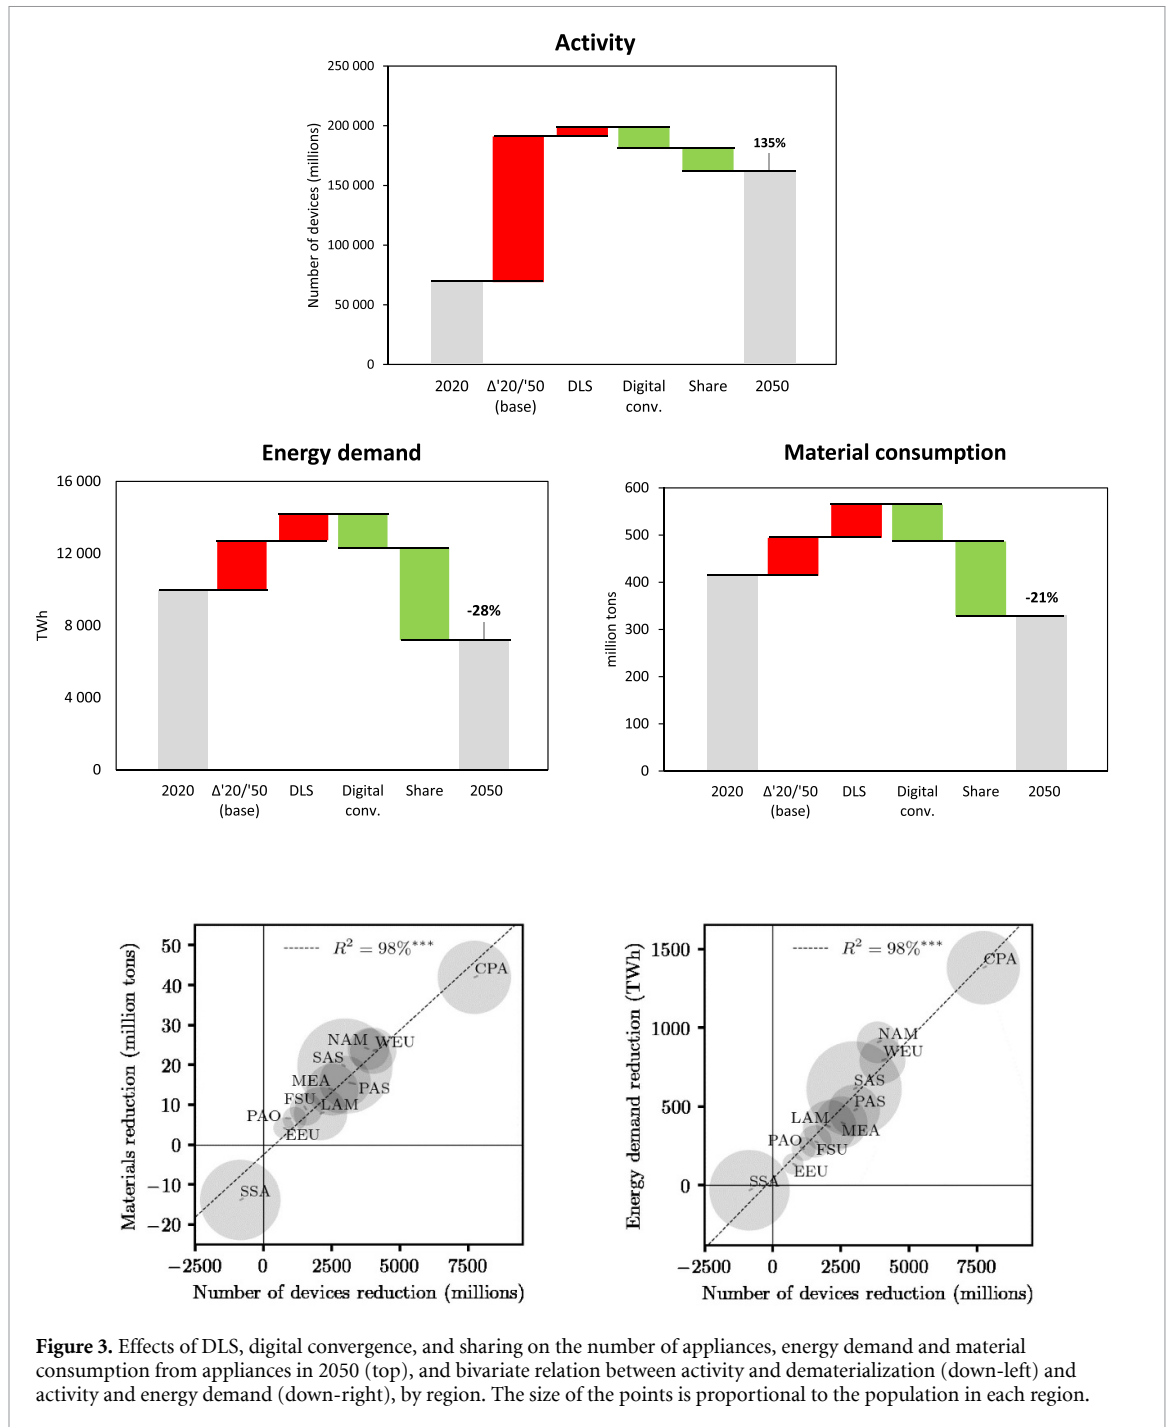 Activity
250 000
200 000
150 000
100 000
50 000
0
Number of devices (millions)
135%
2020 Δ'20/'50 (base) DLS Digital conv. Share 2050
Energy demand
16 000
12 000
8 000
4 000
0
TWh
-28%
2020 Δ'20/'50 (base) DLS Digital conv. Share 2050
Material consumption
600
500
400
300
200
100
0
million tons
-21%
2020 Δ'20/'50 (base) DLS Digital conv. Share 2050
50
40
30
20
10
0
−10
−20
Materials reduction (million tons)
R² = 98%***
CPA
NAM
WEU
SAS
MEA
PAS
FSU
LAM
PAO
EEU
SSA
−2500 0 2500 5000 7500
Number of devices reduction (millions)
1500
1000
500
0
Energy demand reduction (TWh)
R² = 98%***
CPA
NAM
WEU
SAS
PAS
LAM
MEA
PAO
FSU
EEU
SSA
−2500 0 2500 5000 7500
Number of devices reduction (millions)
Figure 3. Effects of DLS, digital convergence, and sharing on the number of appliances, energy demand and material
consumption from appliances in 2050 (top), and bivariate relation between activity and dematerialization (down-left) and
activity and energy demand (down-right), by region. The size of the points is proportional to the population in each region.